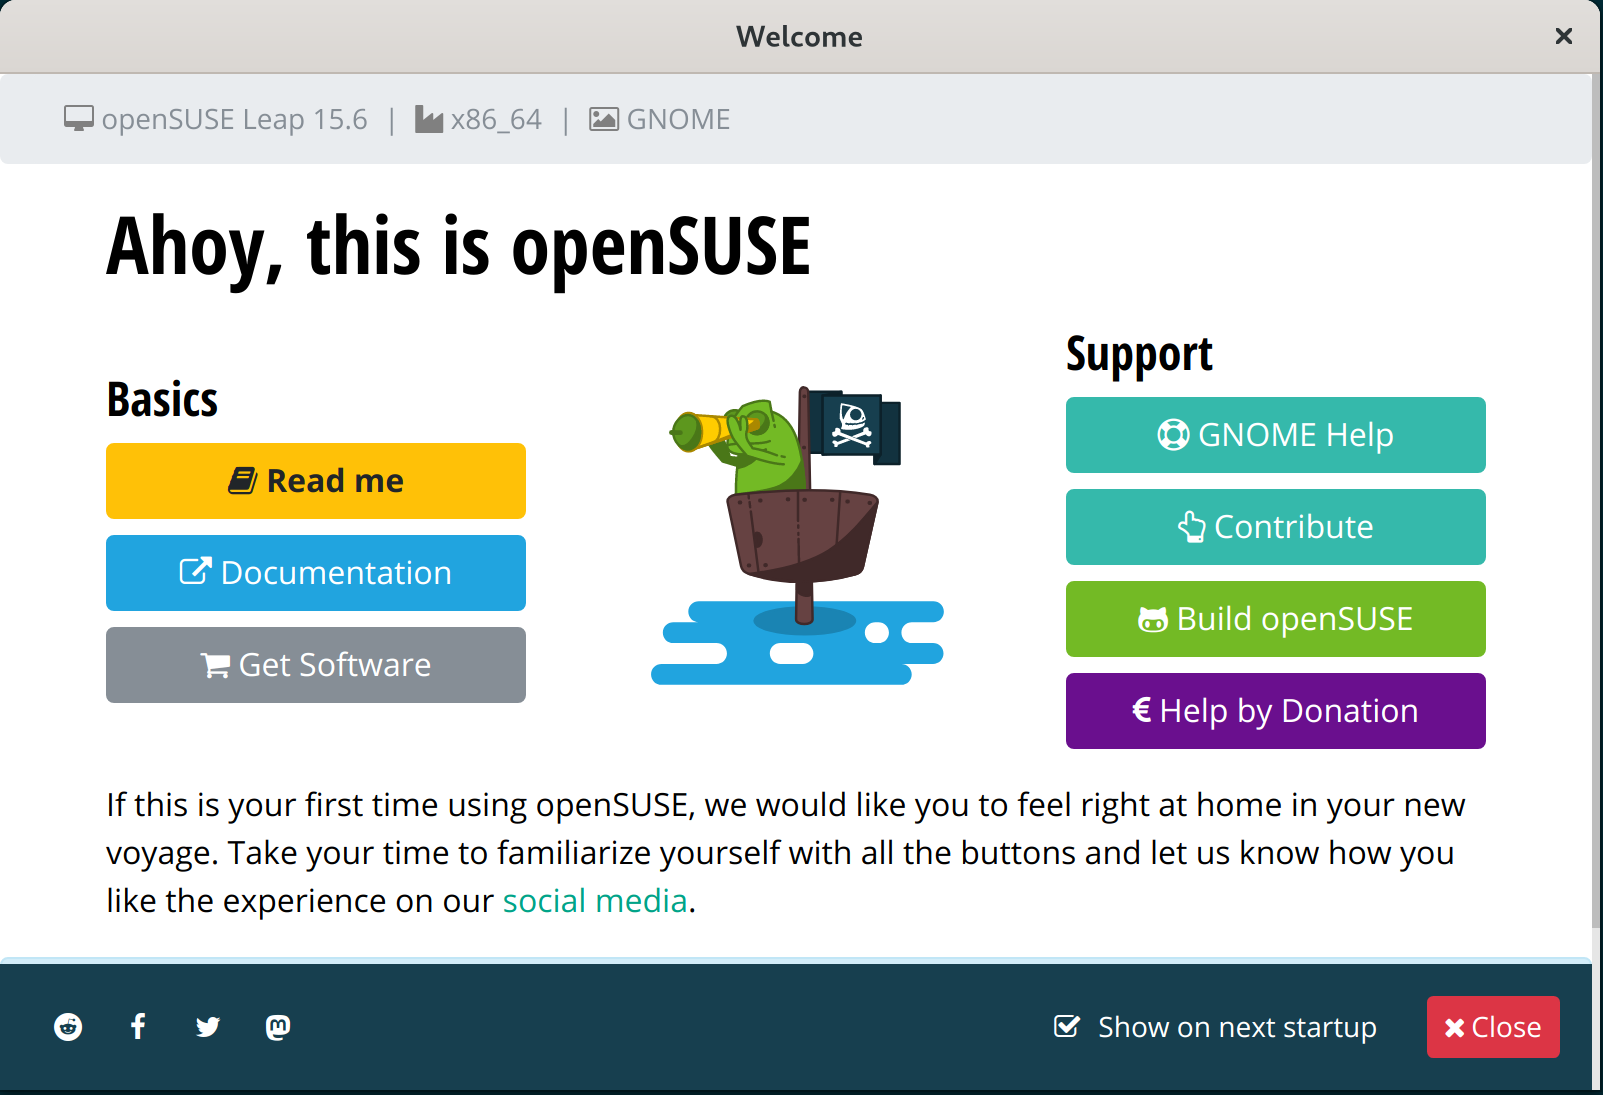 Welcome
openSUSE Leap 15.6 | x86_64 | GNOME
Ahoy, this is openSUSE
Basics
Read me
Documentation
Get Software
Support
GNOME Help
Contribute
Build openSUSE
Help by Donation
If this is your first time using openSUSE, we would like you to feel right at home in your new
voyage. Take your time to familiarize yourself with all the buttons and let us know how you
like the experience on our social media.
Show on next startup
Close